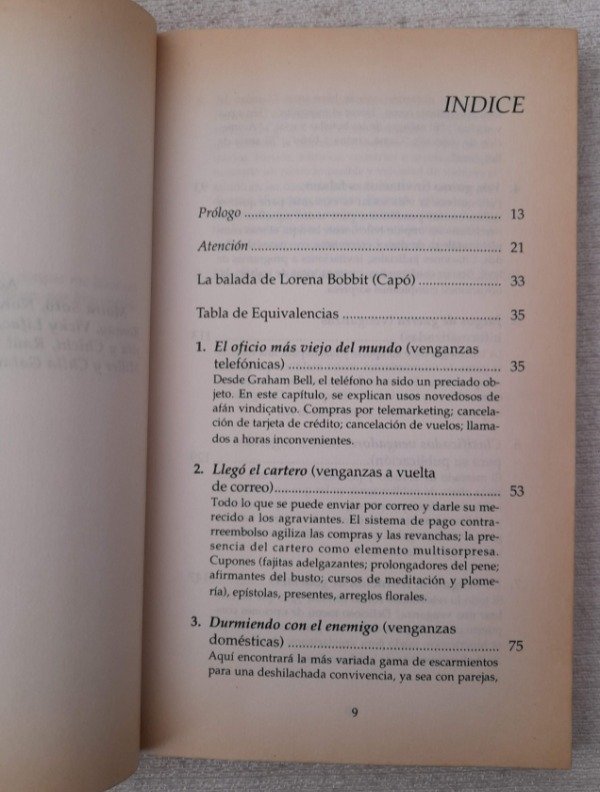 INDICE
Prólogo ........ 13
Atención ........ 21
La balada de Lorena Bobbit (Capó) ........ 33
Tabla de Equivalencias ........ 35
1. El oficio más viejo del mundo (venganzas
telefónicas) ........ 35
Desde Graham Bell, el teléfono ha sido un preciado ob-
jeto. En este capítulo, se explican usos novedosos de
afán vindicativo. Compras por telemarketing; cancela-
ción de tarjeta de crédito; cancelación de vuelos; llama-
dos a horas inconvenientes.
2. Llegó el cartero (venganzas a vuelta
de correo) ........ 53
Todo lo que se puede enviar por correo y darle su me-
recido a los agraviantes. El sistema de pago contra-
rreembolso agiliza las compras y las revanchas; la pre-
sencia del cartero como elemento multisorpresa.
Cupones (fajitas adelgazantes; prolongadores del pene;
afirmantes del busto; cursos de meditación y plome-
ría), epístolas, presentes, arreglos florales.
3. Durmiendo con el enemigo (venganzas
domésticas) ........ 75
Aquí encontrará la más variada gama de escarmientos
para una deshilachada convivencia, ya sea con parejas,
9